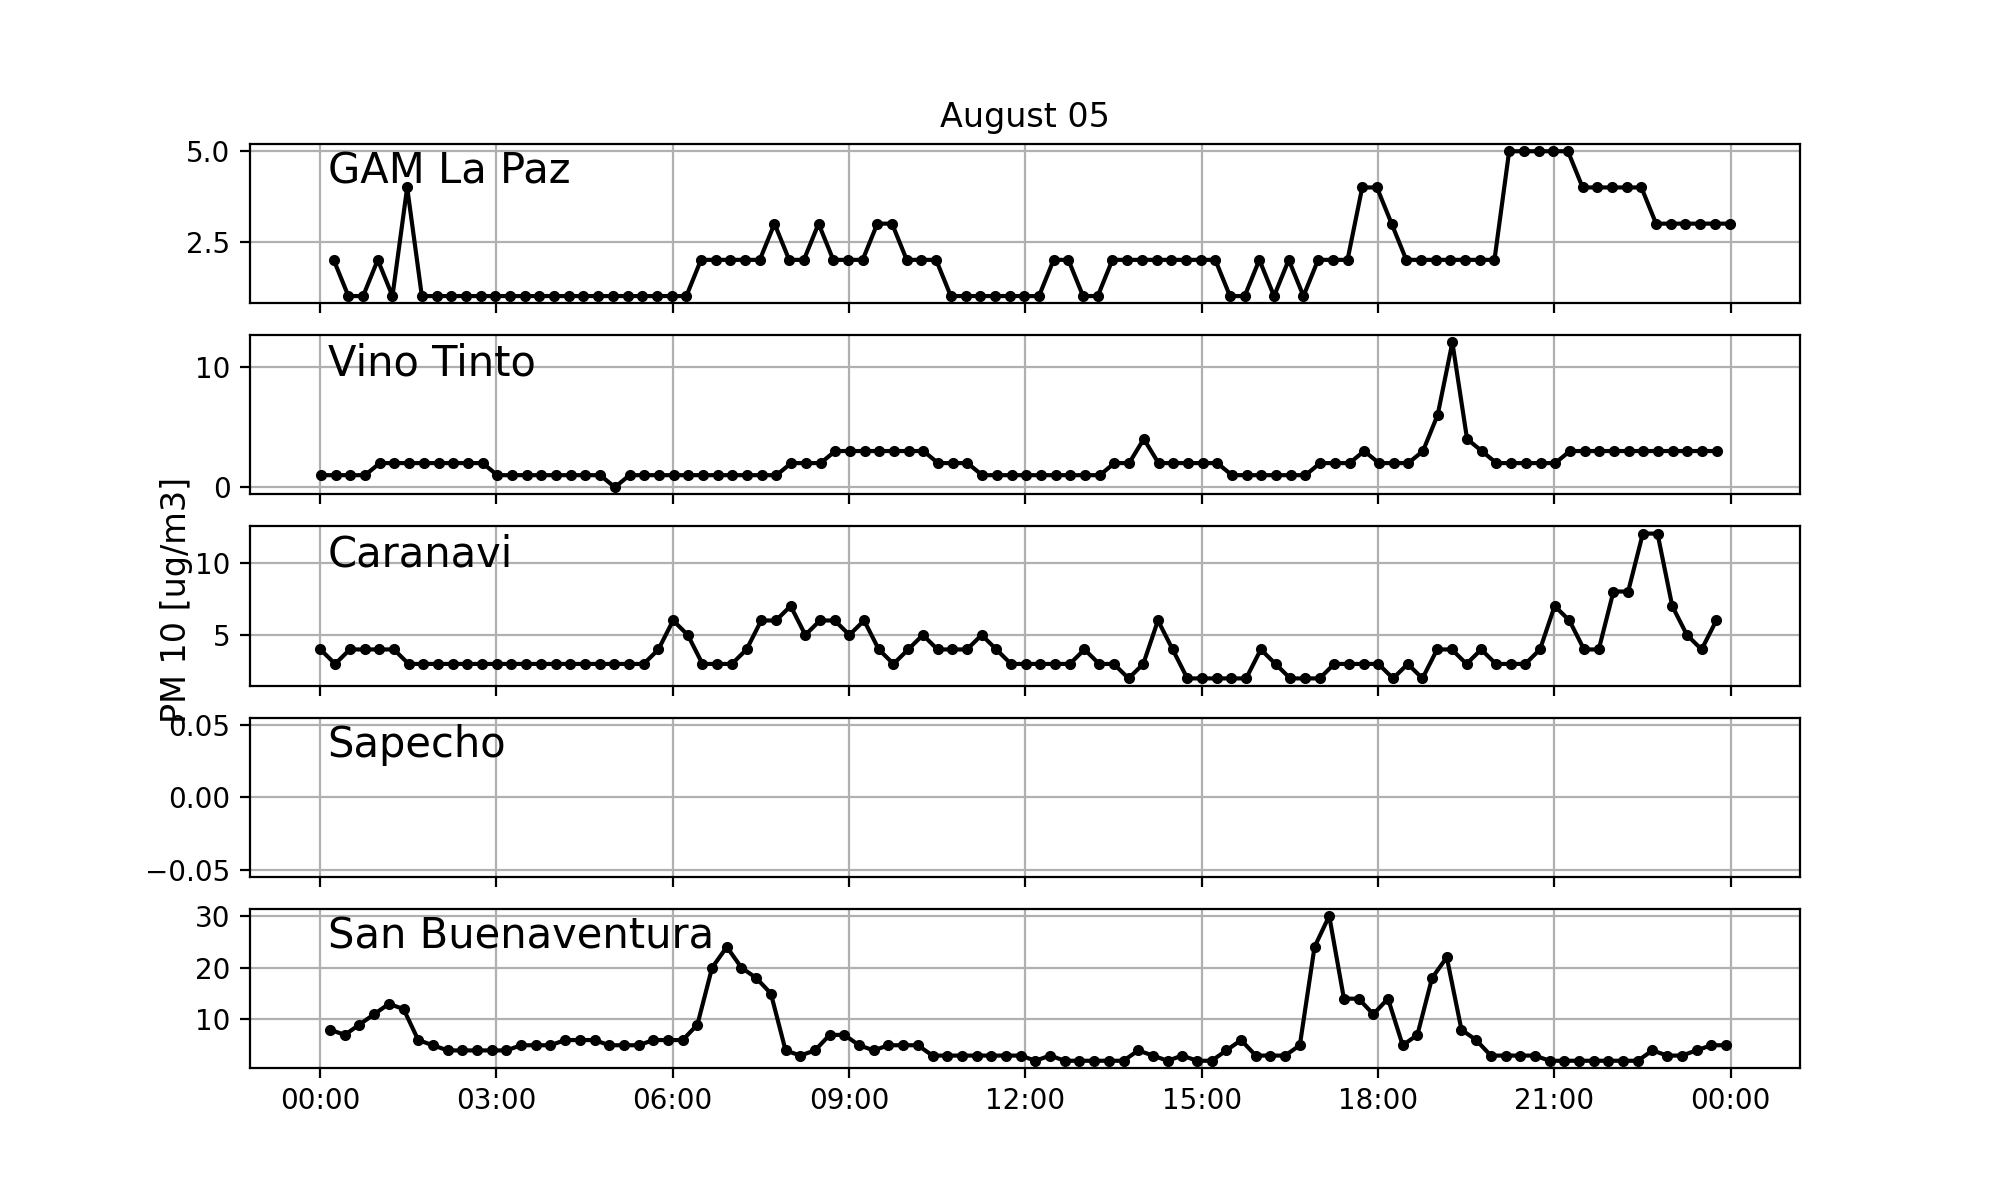 August 05
5.0
2.5
GAM La Paz
10
0
Vino Tinto
PM 10 [ug/m3]
10
5
Caranavi
0.05
0.00
−0.05
Sapecho
30
20
10
San Buenaventura
00:00 03:00 06:00 09:00 12:00 15:00 18:00 21:00 00:00